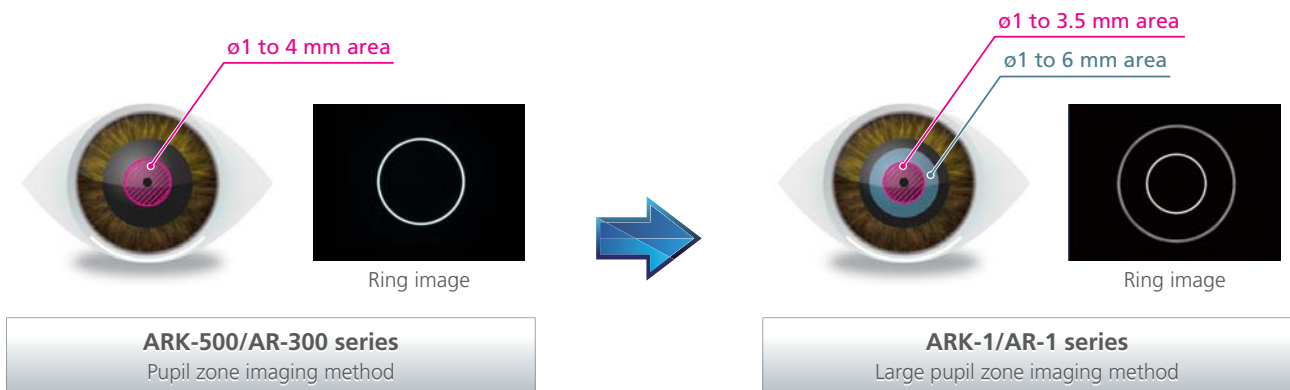 ø1 to 4 mm area
Ring image
ARK-500/AR-300 series
Pupil zone imaging method
ø1 to 3.5 mm area
ø1 to 6 mm area
Ring image
ARK-1/AR-1 series
Large pupil zone imaging method